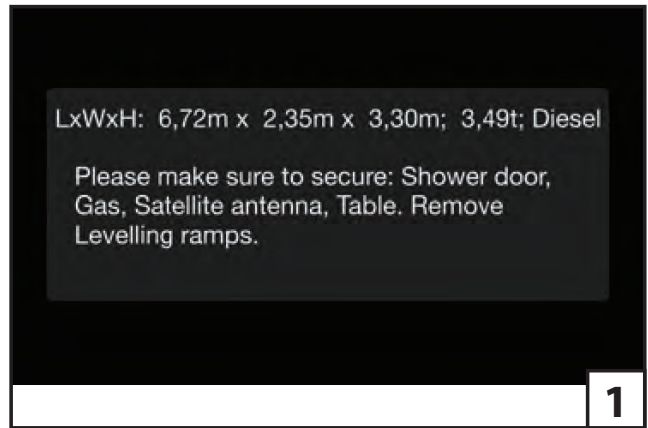 LxWxH: 6,72m x 2,35m x 3,30m; 3,49t; Diesel
Please make sure to secure: Shower door,
Gas, Satellite antenna, Table. Remove
Levelling ramps.
1